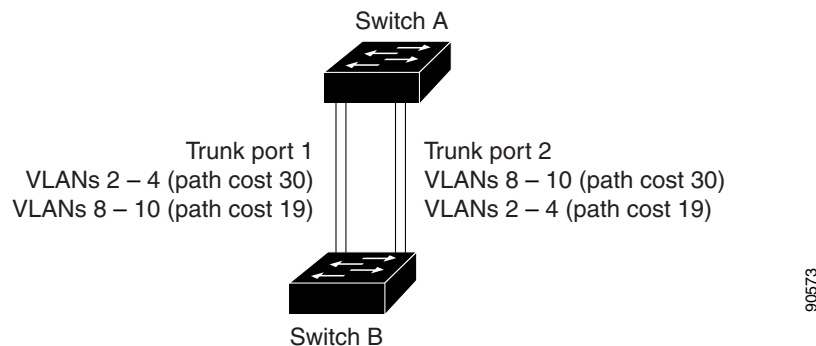 Switch A
Trunk port 1
VLANs 2 – 4 (path cost 30)
VLANs 8 – 10 (path cost 19)
Trunk port 2
VLANs 8 – 10 (path cost 30)
VLANs 2 – 4 (path cost 19)
90573
Switch B